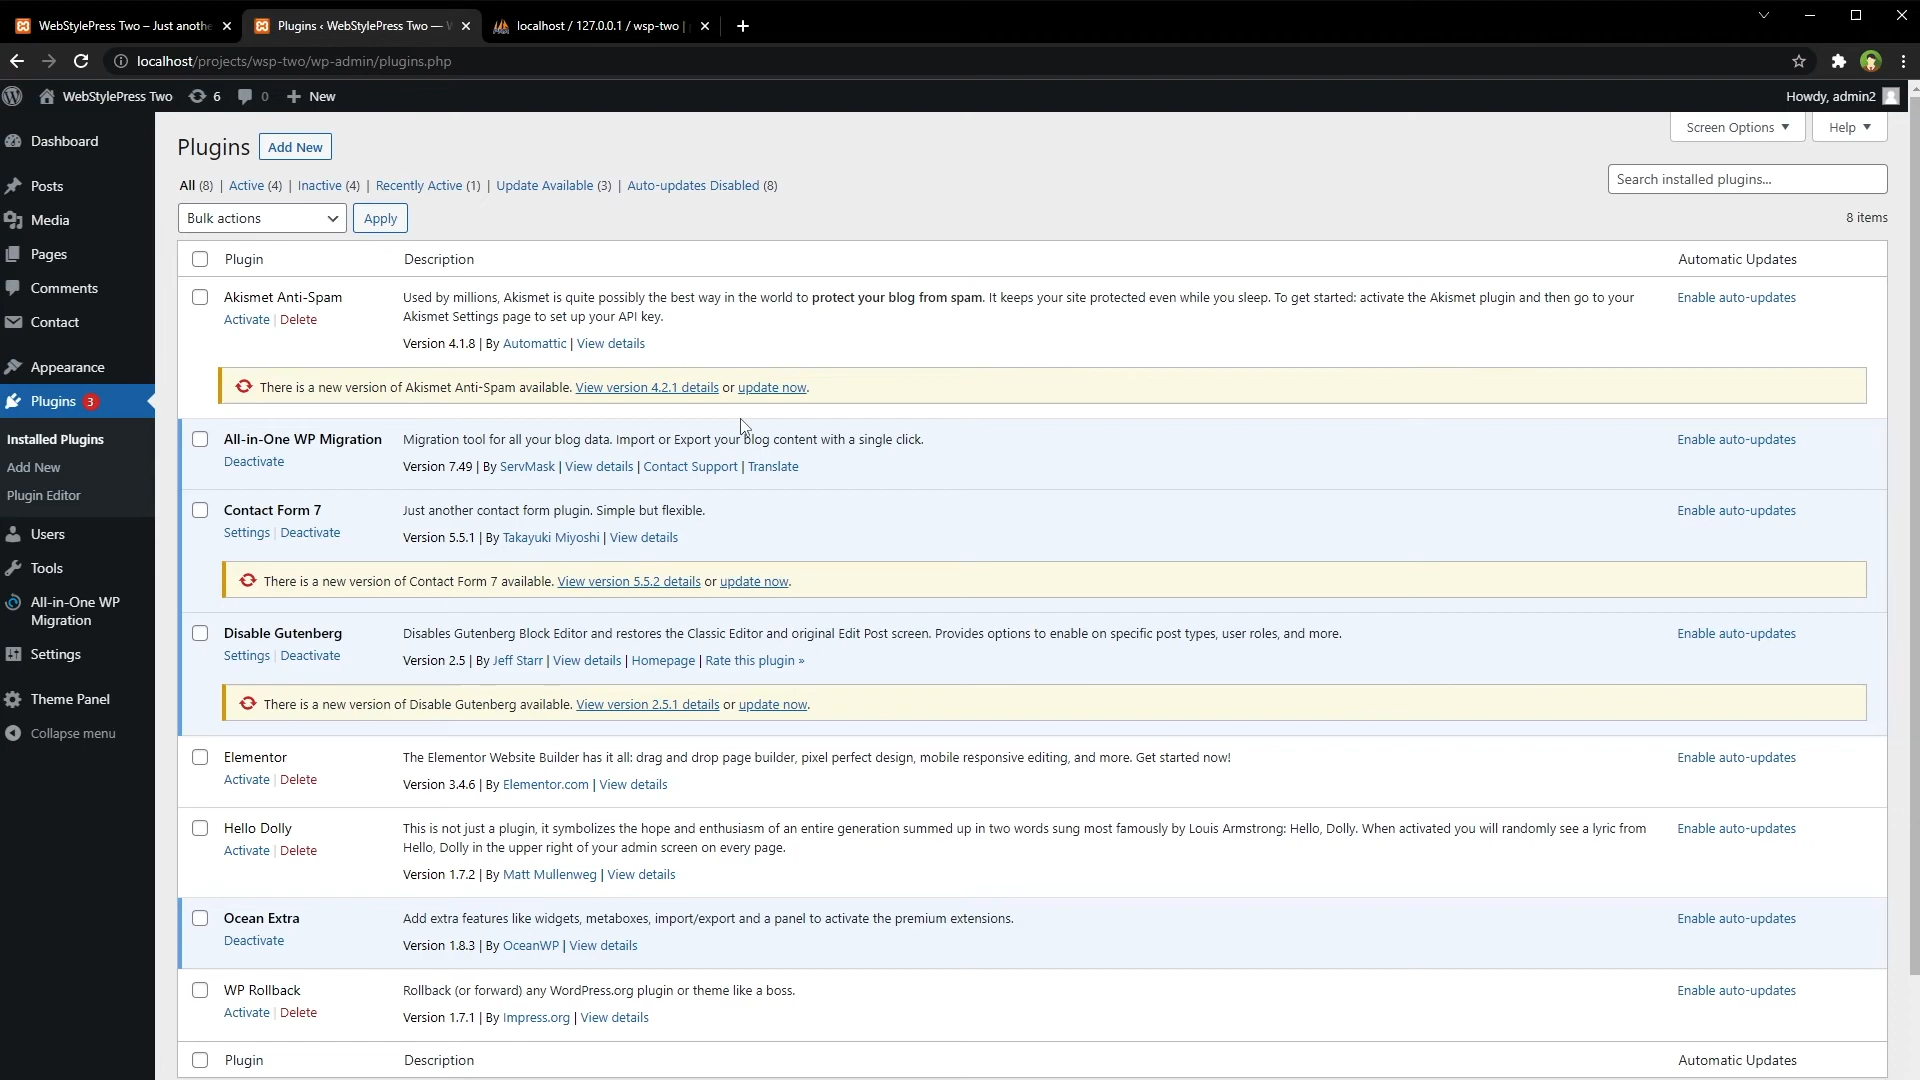 WebStylePress Two – Just anothe
Plugins ‹ WebStylePress Two — W
localhost / 127.0.0.1 / wsp-two |
localhost/projects/wsp-two/wp-admin/plugins.php
WebStylePress Two 6 0 New
Howdy, admin2
Screen Options
Help
Dashboard
Posts
Media
Pages
Comments
Contact
Appearance
Plugins 3
Installed Plugins
Add New
Plugin Editor
Users
Tools
All-in-One WP
Migration
Settings
Theme Panel
Collapse menu
Plugins Add New
All (8) | Active (4) | Inactive (4) | Recently Active (1) | Update Available (3) | Auto-updates Disabled (8)
Search installed plugins...
Bulk actions Apply
8 items
Plugin Description Automatic Updates
Akismet Anti-Spam
Activate | Delete
Used by millions, Akismet is quite possibly the best way in the world to protect your blog from spam. It keeps your site protected even while you sleep. To get started: activate the Akismet plugin and then go to your
Akismet Settings page to set up your API key.
Version 4.1.8 | By Automattic | View details
Enable auto-updates
There is a new version of Akismet Anti-Spam available. View version 4.2.1 details or update now.
All-in-One WP Migration
Deactivate
Migration tool for all your blog data. Import or Export your blog content with a single click.
Version 7.49 | By ServMask | View details | Contact Support | Translate
Enable auto-updates
Contact Form 7
Settings | Deactivate
Just another contact form plugin. Simple but flexible.
Version 5.5.1 | By Takayuki Miyoshi | View details
Enable auto-updates
There is a new version of Contact Form 7 available. View version 5.5.2 details or update now.
Disable Gutenberg
Settings | Deactivate
Disables Gutenberg Block Editor and restores the Classic Editor and original Edit Post screen. Provides options to enable on specific post types, user roles, and more.
Version 2.5 | By Jeff Starr | View details | Homepage | Rate this plugin »
Enable auto-updates
There is a new version of Disable Gutenberg available. View version 2.5.1 details or update now.
Elementor
Activate | Delete
The Elementor Website Builder has it all: drag and drop page builder, pixel perfect design, mobile responsive editing, and more. Get started now!
Version 3.4.6 | By Elementor.com | View details
Enable auto-updates
Hello Dolly
Activate | Delete
This is not just a plugin, it symbolizes the hope and enthusiasm of an entire generation summed up in two words sung most famously by Louis Armstrong: Hello, Dolly. When activated you will randomly see a lyric from
Hello, Dolly in the upper right of your admin screen on every page.
Version 1.7.2 | By Matt Mullenweg | View details
Enable auto-updates
Ocean Extra
Deactivate
Add extra features like widgets, metaboxes, import/export and a panel to activate the premium extensions.
Version 1.8.3 | By OceanWP | View details
Enable auto-updates
WP Rollback
Activate | Delete
Rollback (or forward) any WordPress.org plugin or theme like a boss.
Version 1.7.1 | By Impress.org | View details
Enable auto-updates
Plugin Description Automatic Updates